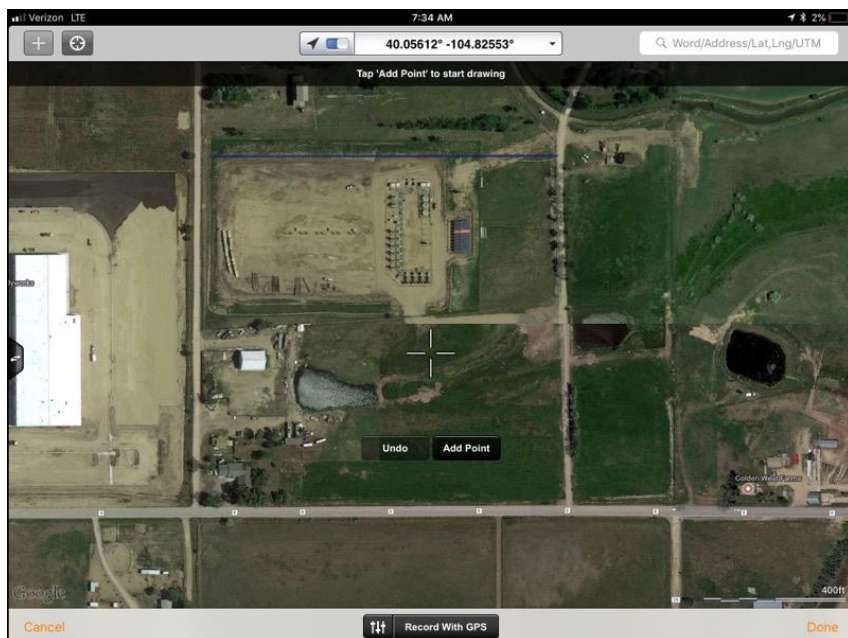 Verizon LTE 7:34 AM 2%
40.05612° -104.82553° Word/Address/Lat,Lng/UTM
Tap 'Add Point' to start drawing
Undo Add Point
Golden West Farms
Google 400ft
Cancel Record With GPS Done